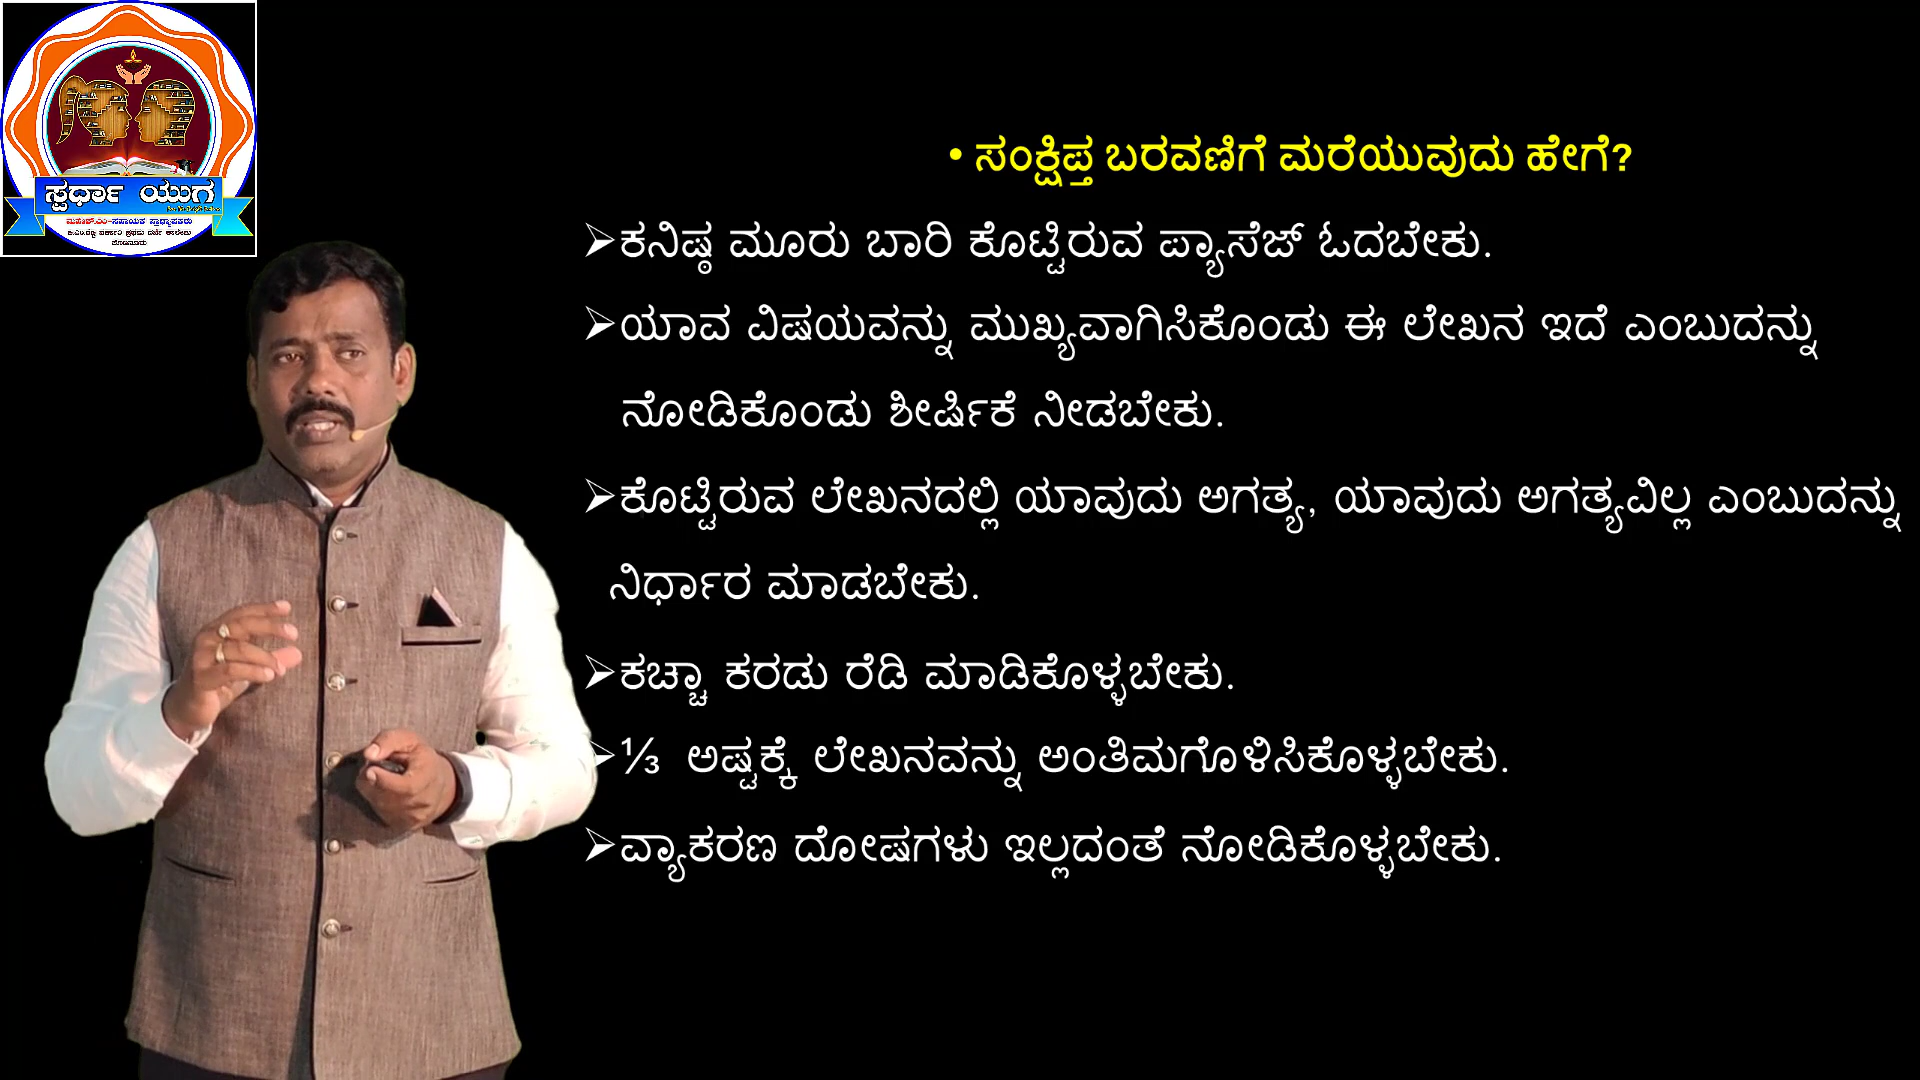 ಸ್ಪರ್ಧಾ ಯುಗ
• ಸಂಕ್ಷಿಪ್ತ ಬರವಣಿಗೆ ಮರೆಯುವುದು ಹೇಗೆ?
➢ಕನಿಷ್ಠ ಮೂರು ಬಾರಿ ಕೊಟ್ಟಿರುವ ಪ್ಯಾಸೆಜ್ ಓದಬೇಕು.
➢ಯಾವ ವಿಷಯವನ್ನು ಮುಖ್ಯವಾಗಿಸಿಕೊಂಡು ಈ ಲೇಖನ ಇದೆ ಎಂಬುದನ್ನು
ನೋಡಿಕೊಂಡು ಶೀರ್ಷಿಕೆ ನೀಡಬೇಕು.
➢ಕೊಟ್ಟಿರುವ ಲೇಖನದಲ್ಲಿ ಯಾವುದು ಅಗತ್ಯ, ಯಾವುದು ಅಗತ್ಯವಿಲ್ಲ ಎಂಬುದನ್ನು
ನಿರ್ಧಾರ ಮಾಡಬೇಕು.
➢ಕಚ್ಚಾ ಕರಡು ರೆಡಿ ಮಾಡಿಕೊಳ್ಳಬೇಕು.
➢⅓ ಅಷ್ಟಕ್ಕೆ ಲೇಖನವನ್ನು ಅಂತಿಮಗೊಳಿಸಿಕೊಳ್ಳಬೇಕು.
➢ವ್ಯಾಕರಣ ದೋಷಗಳು ಇಲ್ಲದಂತೆ ನೋಡಿಕೊಳ್ಳಬೇಕು.